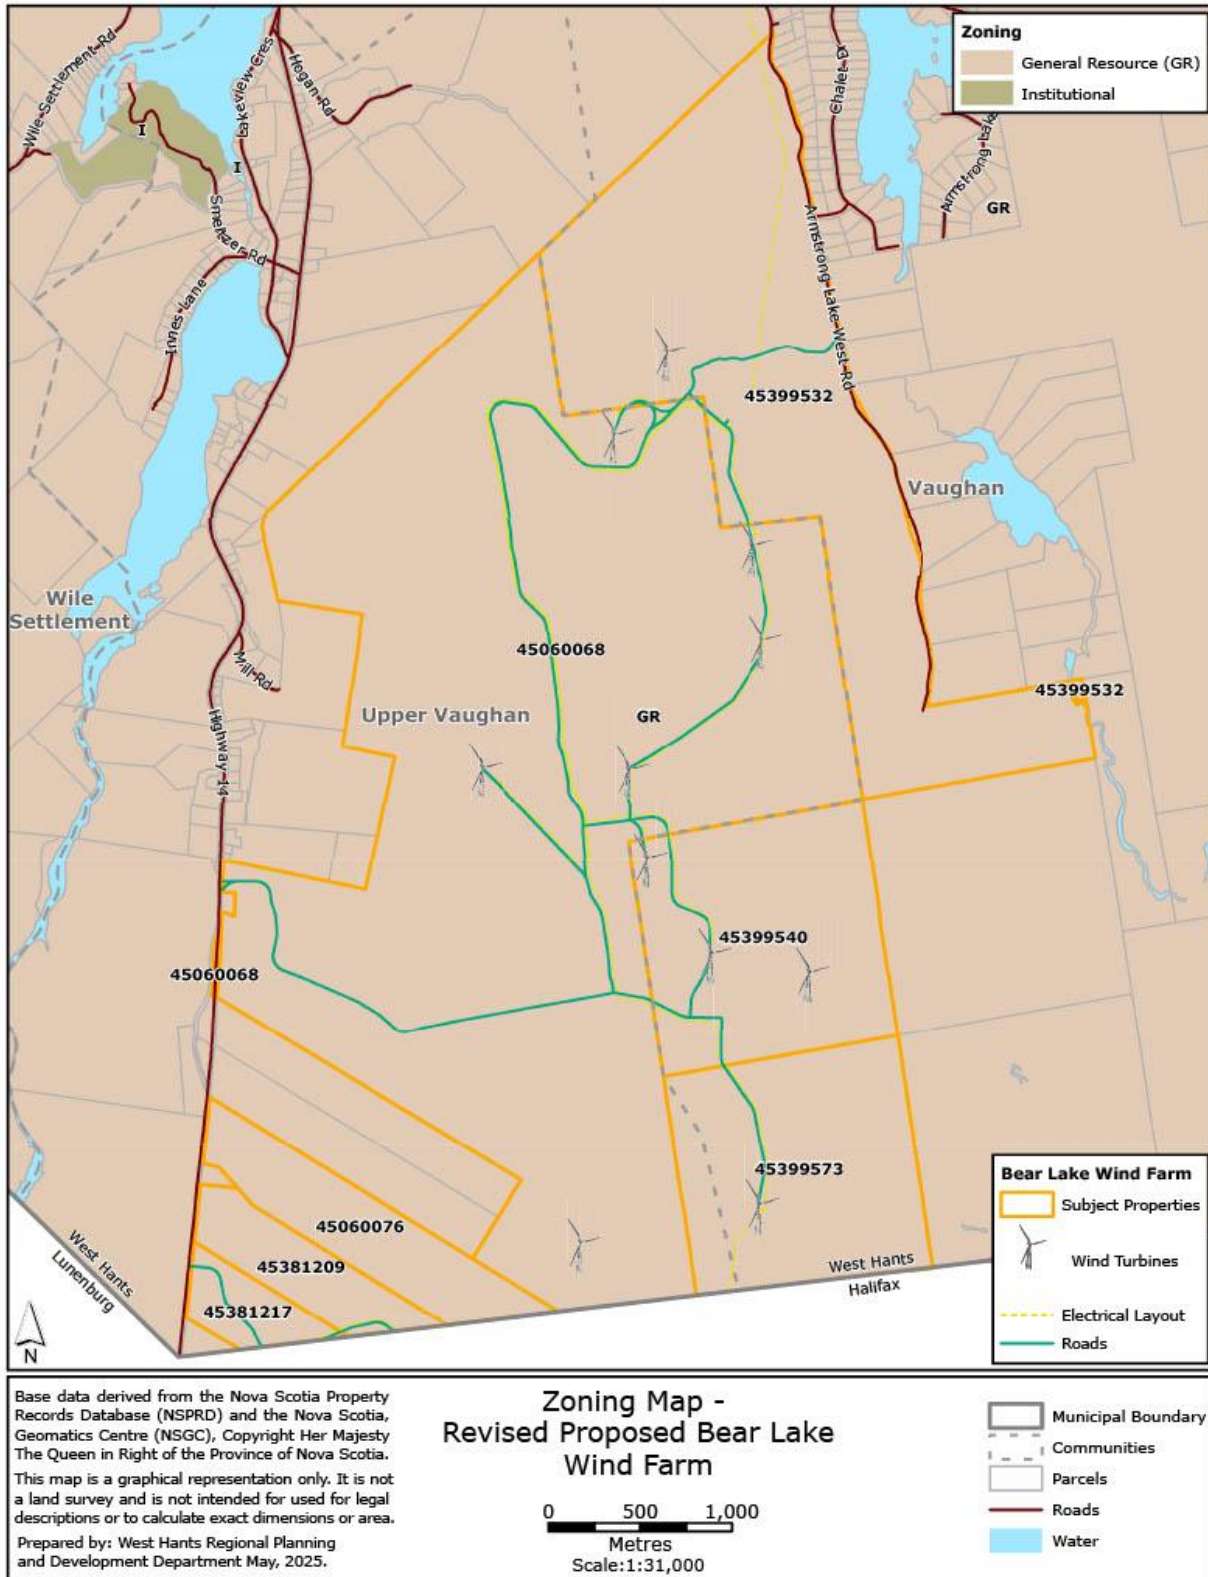 Zoning
General Resource (GR)
Institutional
Wile Settlement Rd
Lakeview Cres
Hogan Rd
Chalet Dr
Armstrong Lake
I
I
GR
Smeltzer Rd
Innes Lane
Armstrong Lake West Rd
45399532
Vaughan
Wile
Settlement
45060068
Mill Rd
45399532
Upper Vaughan
GR
Highway 14
45399540
45060068
45399573
Bear Lake Wind Farm
Subject Properties
Wind Turbines
Electrical Layout
Roads
45060076
West Hants
Lunenburg
45381209
West Hants
Halifax
45381217
N
Base data derived from the Nova Scotia Property
Records Database (NSPRD) and the Nova Scotia,
Geomatics Centre (NSGC), Copyright Her Majesty
The Queen in Right of the Province of Nova Scotia.
This map is a graphical representation only. It is not
a land survey and is not intended for used for legal
descriptions or to calculate exact dimensions or area.
Prepared by: West Hants Regional Planning
and Development Department May, 2025.
Zoning Map -
Revised Proposed Bear Lake
Wind Farm
0 500 1,000
Metres
Scale:1:31,000
Municipal Boundary
Communities
Parcels
Roads
Water